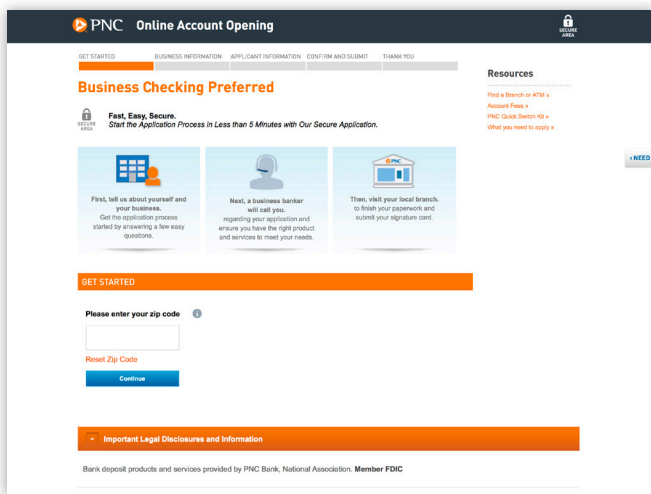 PNC Online Account Opening
SECURE
AREA
GET STARTED BUSINESS INFORMATION APPLICANT INFORMATION CONFIRM AND SUBMIT THANK YOU
Business Checking Preferred
SECURE
AREA
Fast, Easy, Secure.
Start the Application Process in Less than 5 Minutes with Our Secure Application.
First, tell us about yourself and
your business.
Get the application process
started by answering a few easy
questions.
Next, a business banker
will call you.
regarding your application and
ensure you have the right product
and services to meet your needs.
PNC
Then, visit your local branch.
to finish your paperwork and
submit your signature card.
Resources
Find a Branch or ATM »
Account Fees »
PNC Quick Switch Kit »
What you need to apply »
‹ NEED
GET STARTED
Please enter your zip code i
Reset Zip Code
Continue
- Important Legal Disclosures and Information
Bank deposit products and services provided by PNC Bank, National Association. Member FDIC